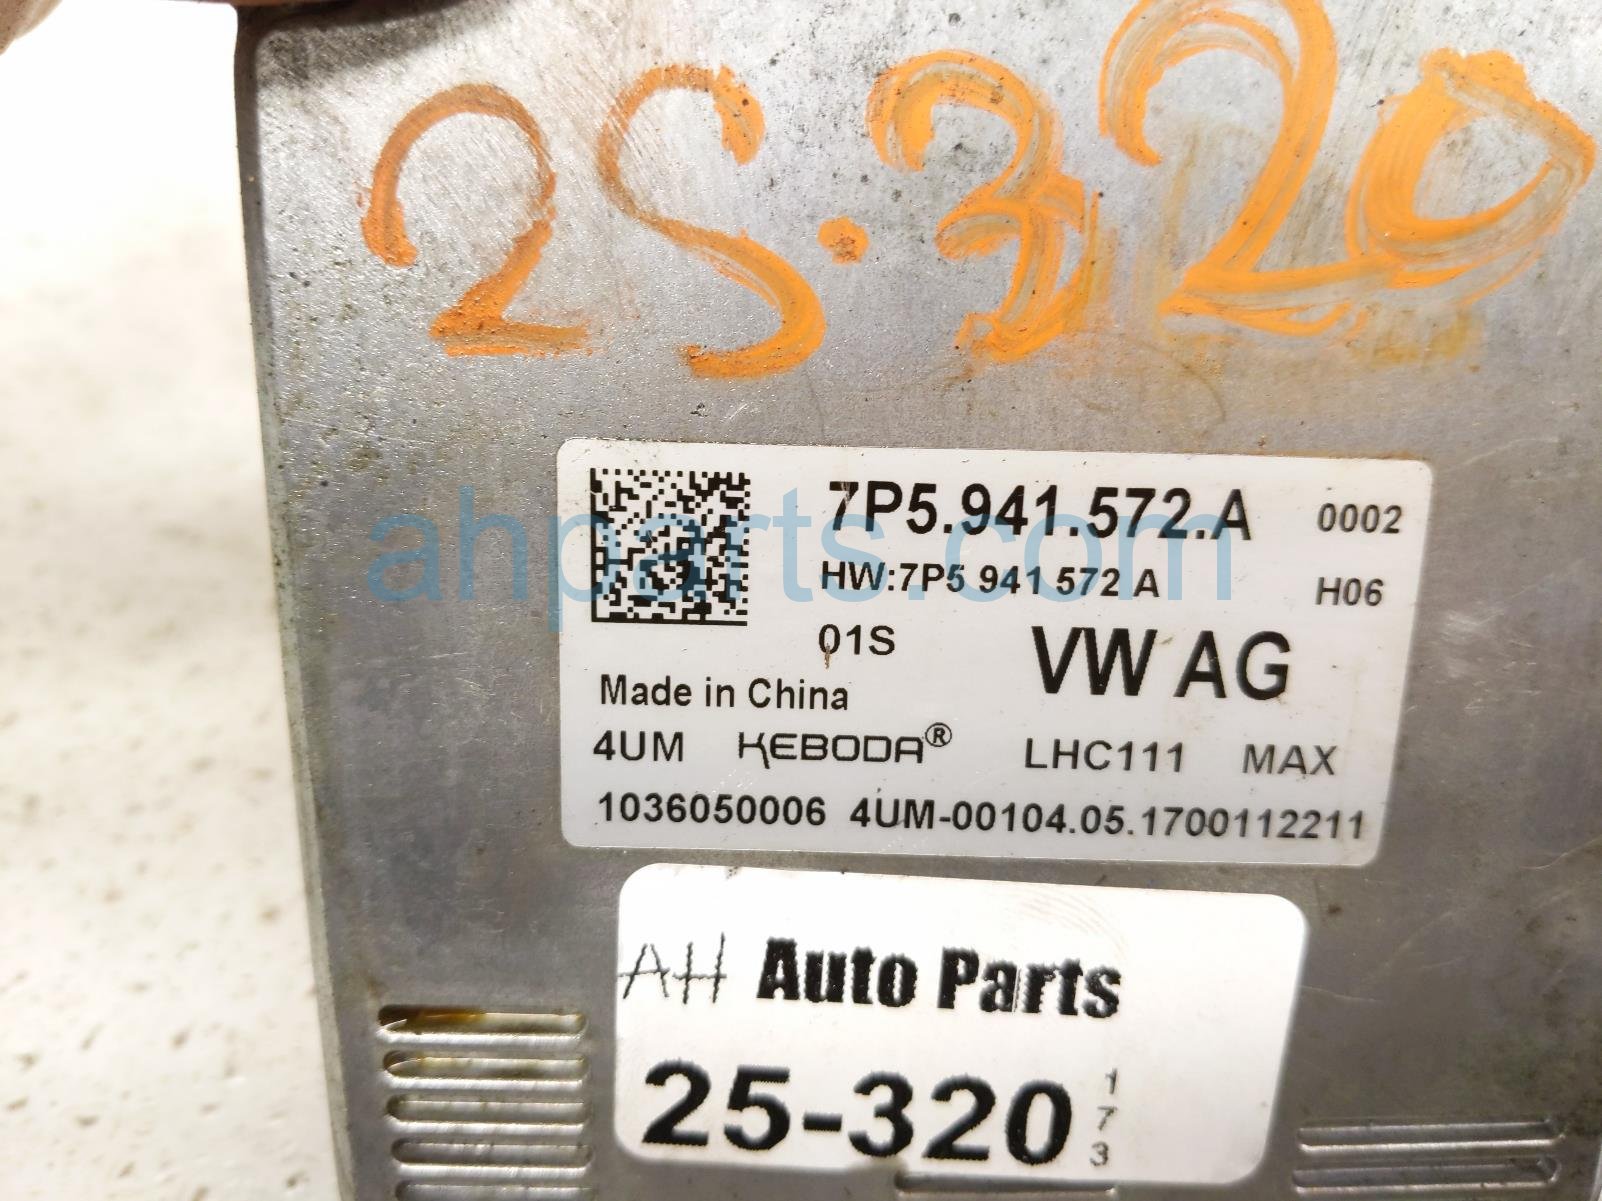 25.320
7P5.941.572.A 0002
HW:7P5 941 572 A H06
01S VW AG
Made in China
4UM KEBODA® LHC111 MAX
1036050006 4UM-00104.05.1700112211
ahparts.com
AH Auto Parts
25-320 173